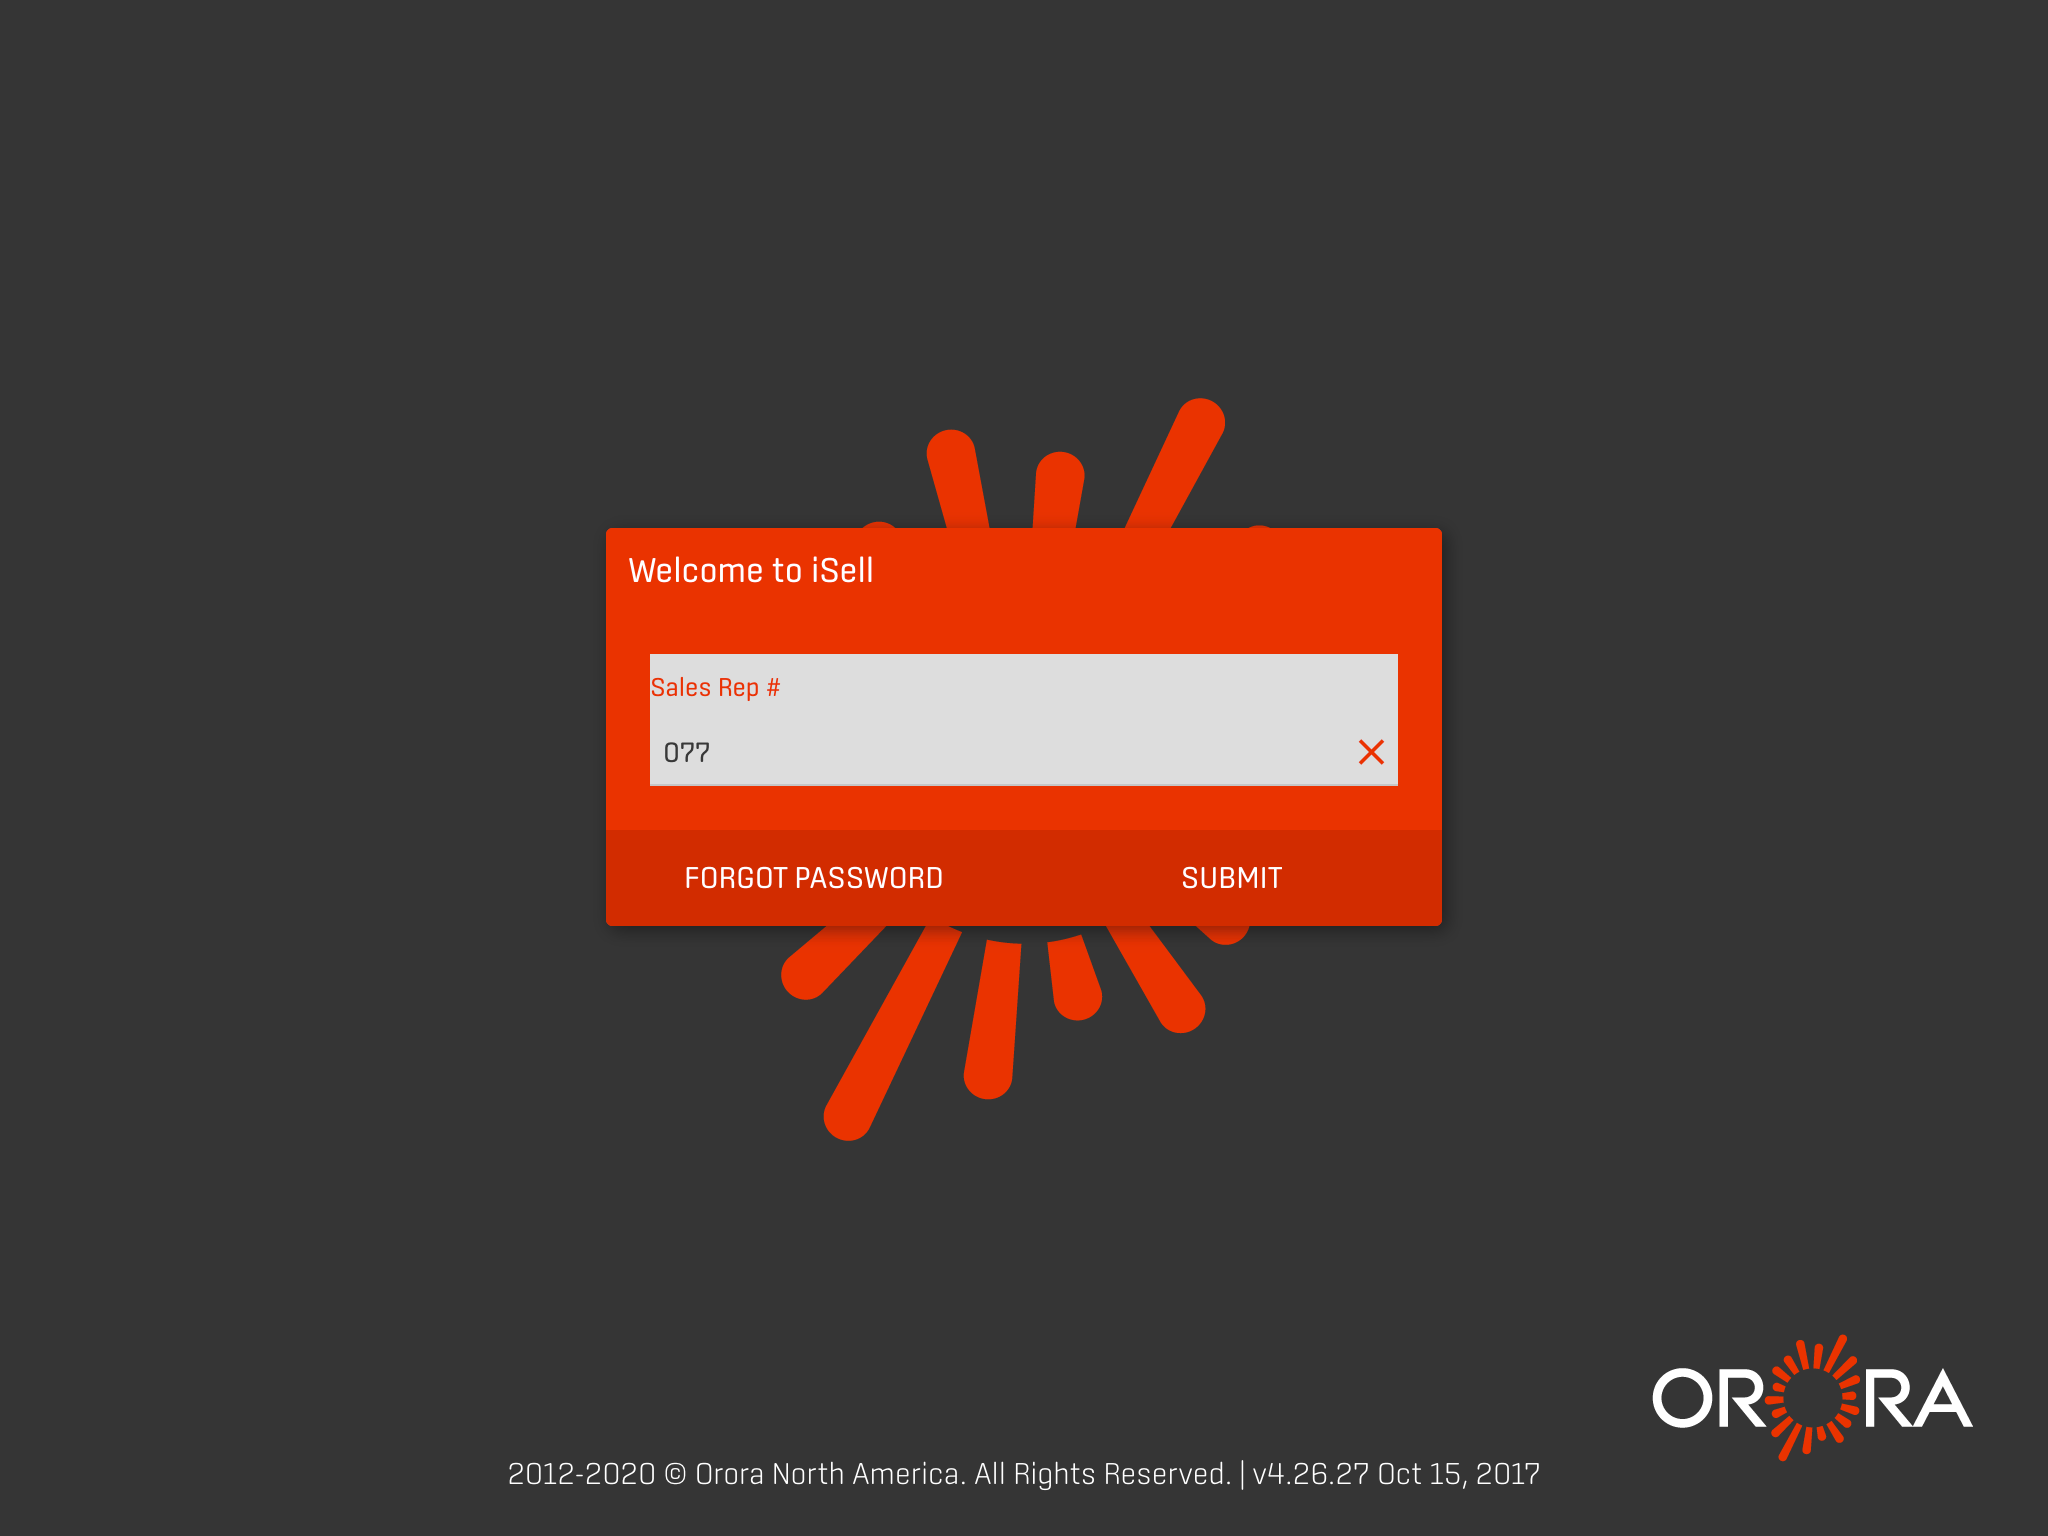 Welcome to iSell
Sales Rep #
077
FORGOT PASSWORD SUBMIT
ORORA
2012-2020 © Orora North America. All Rights Reserved. | v4.26.27 Oct 15, 2017